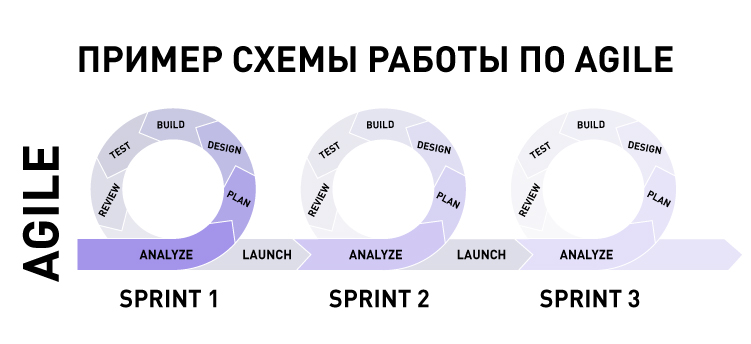 ПРИМЕР СХЕМЫ РАБОТЫ ПО AGILE
AGILE
BUILD
DESIGN
TEST
PLAN
REVIEW
ANALYZE
LAUNCH
SPRINT 1
BUILD
DESIGN
TEST
PLAN
REVIEW
ANALYZE
LAUNCH
SPRINT 2
BUILD
DESIGN
TEST
PLAN
REVIEW
ANALYZE
SPRINT 3